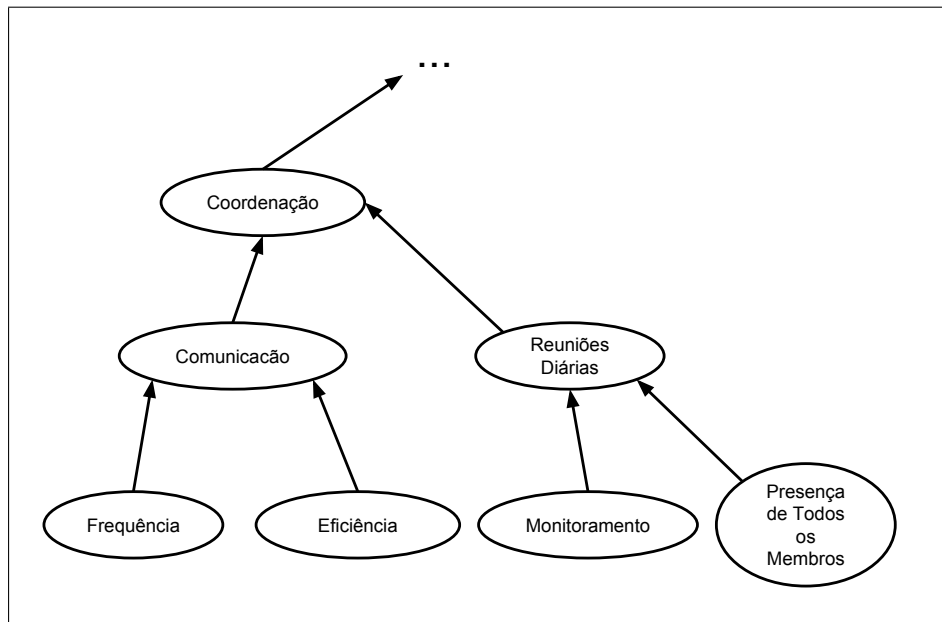 ...
Coordenação
Comunicacão
Reuniões
Diárias
Frequência
Eficiência
Monitoramento
Presença
de Todos
os
Membros